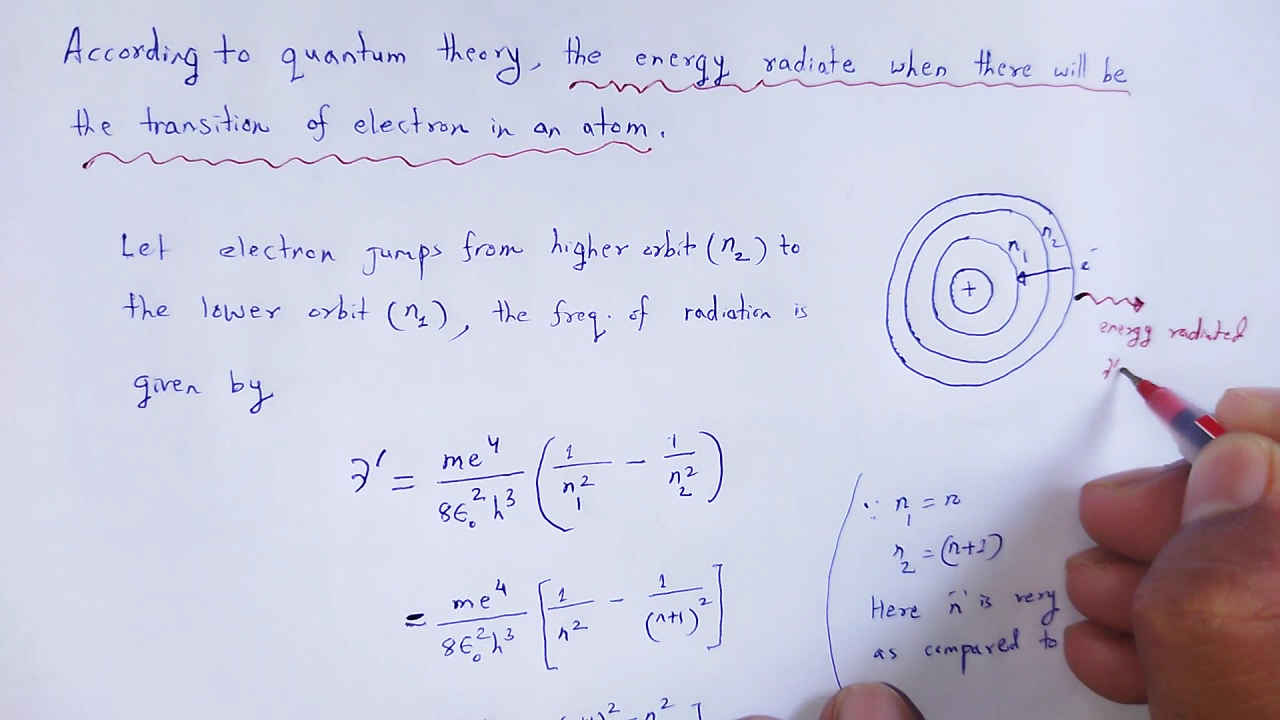 According to quantum theory, the energy radiate when there will be
the transition of electron in an atom.
Let electron jumps from higher orbit (n₂) to
the lower orbit (n₁), the freq. of radiation is
given by
ν' = me⁴/8ε₀²h³ (1/n₁² − 1/n₂²)
= me⁴/8ε₀²h³ [1/n² − 1/(n+1)²]
n₁ n₂ e⁻
+
energy radiated
ν'
∵ n₁ = n
n₂ = (n+1)
Here 'n' is very
as compared to